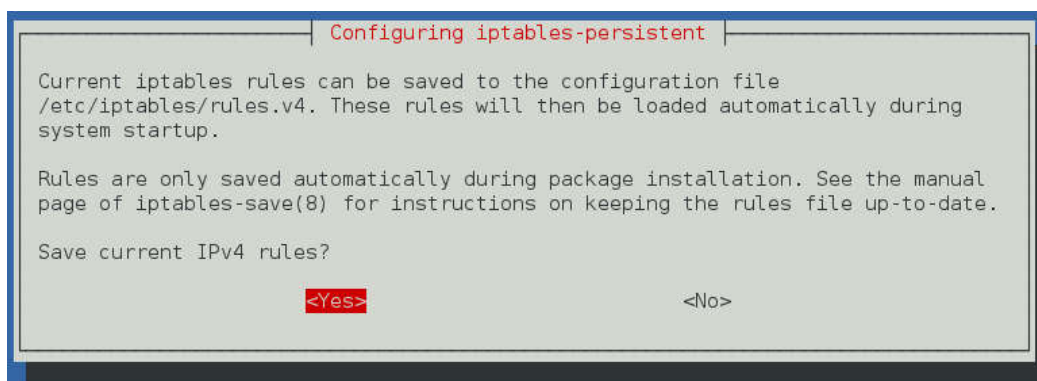 Configuring iptables-persistent
Current iptables rules can be saved to the configuration file
/etc/iptables/rules.v4. These rules will then be loaded automatically during
system startup.
Rules are only saved automatically during package installation. See the manual
page of iptables-save(8) for instructions on keeping the rules file up-to-date.
Save current IPv4 rules?
<Yes> <No>